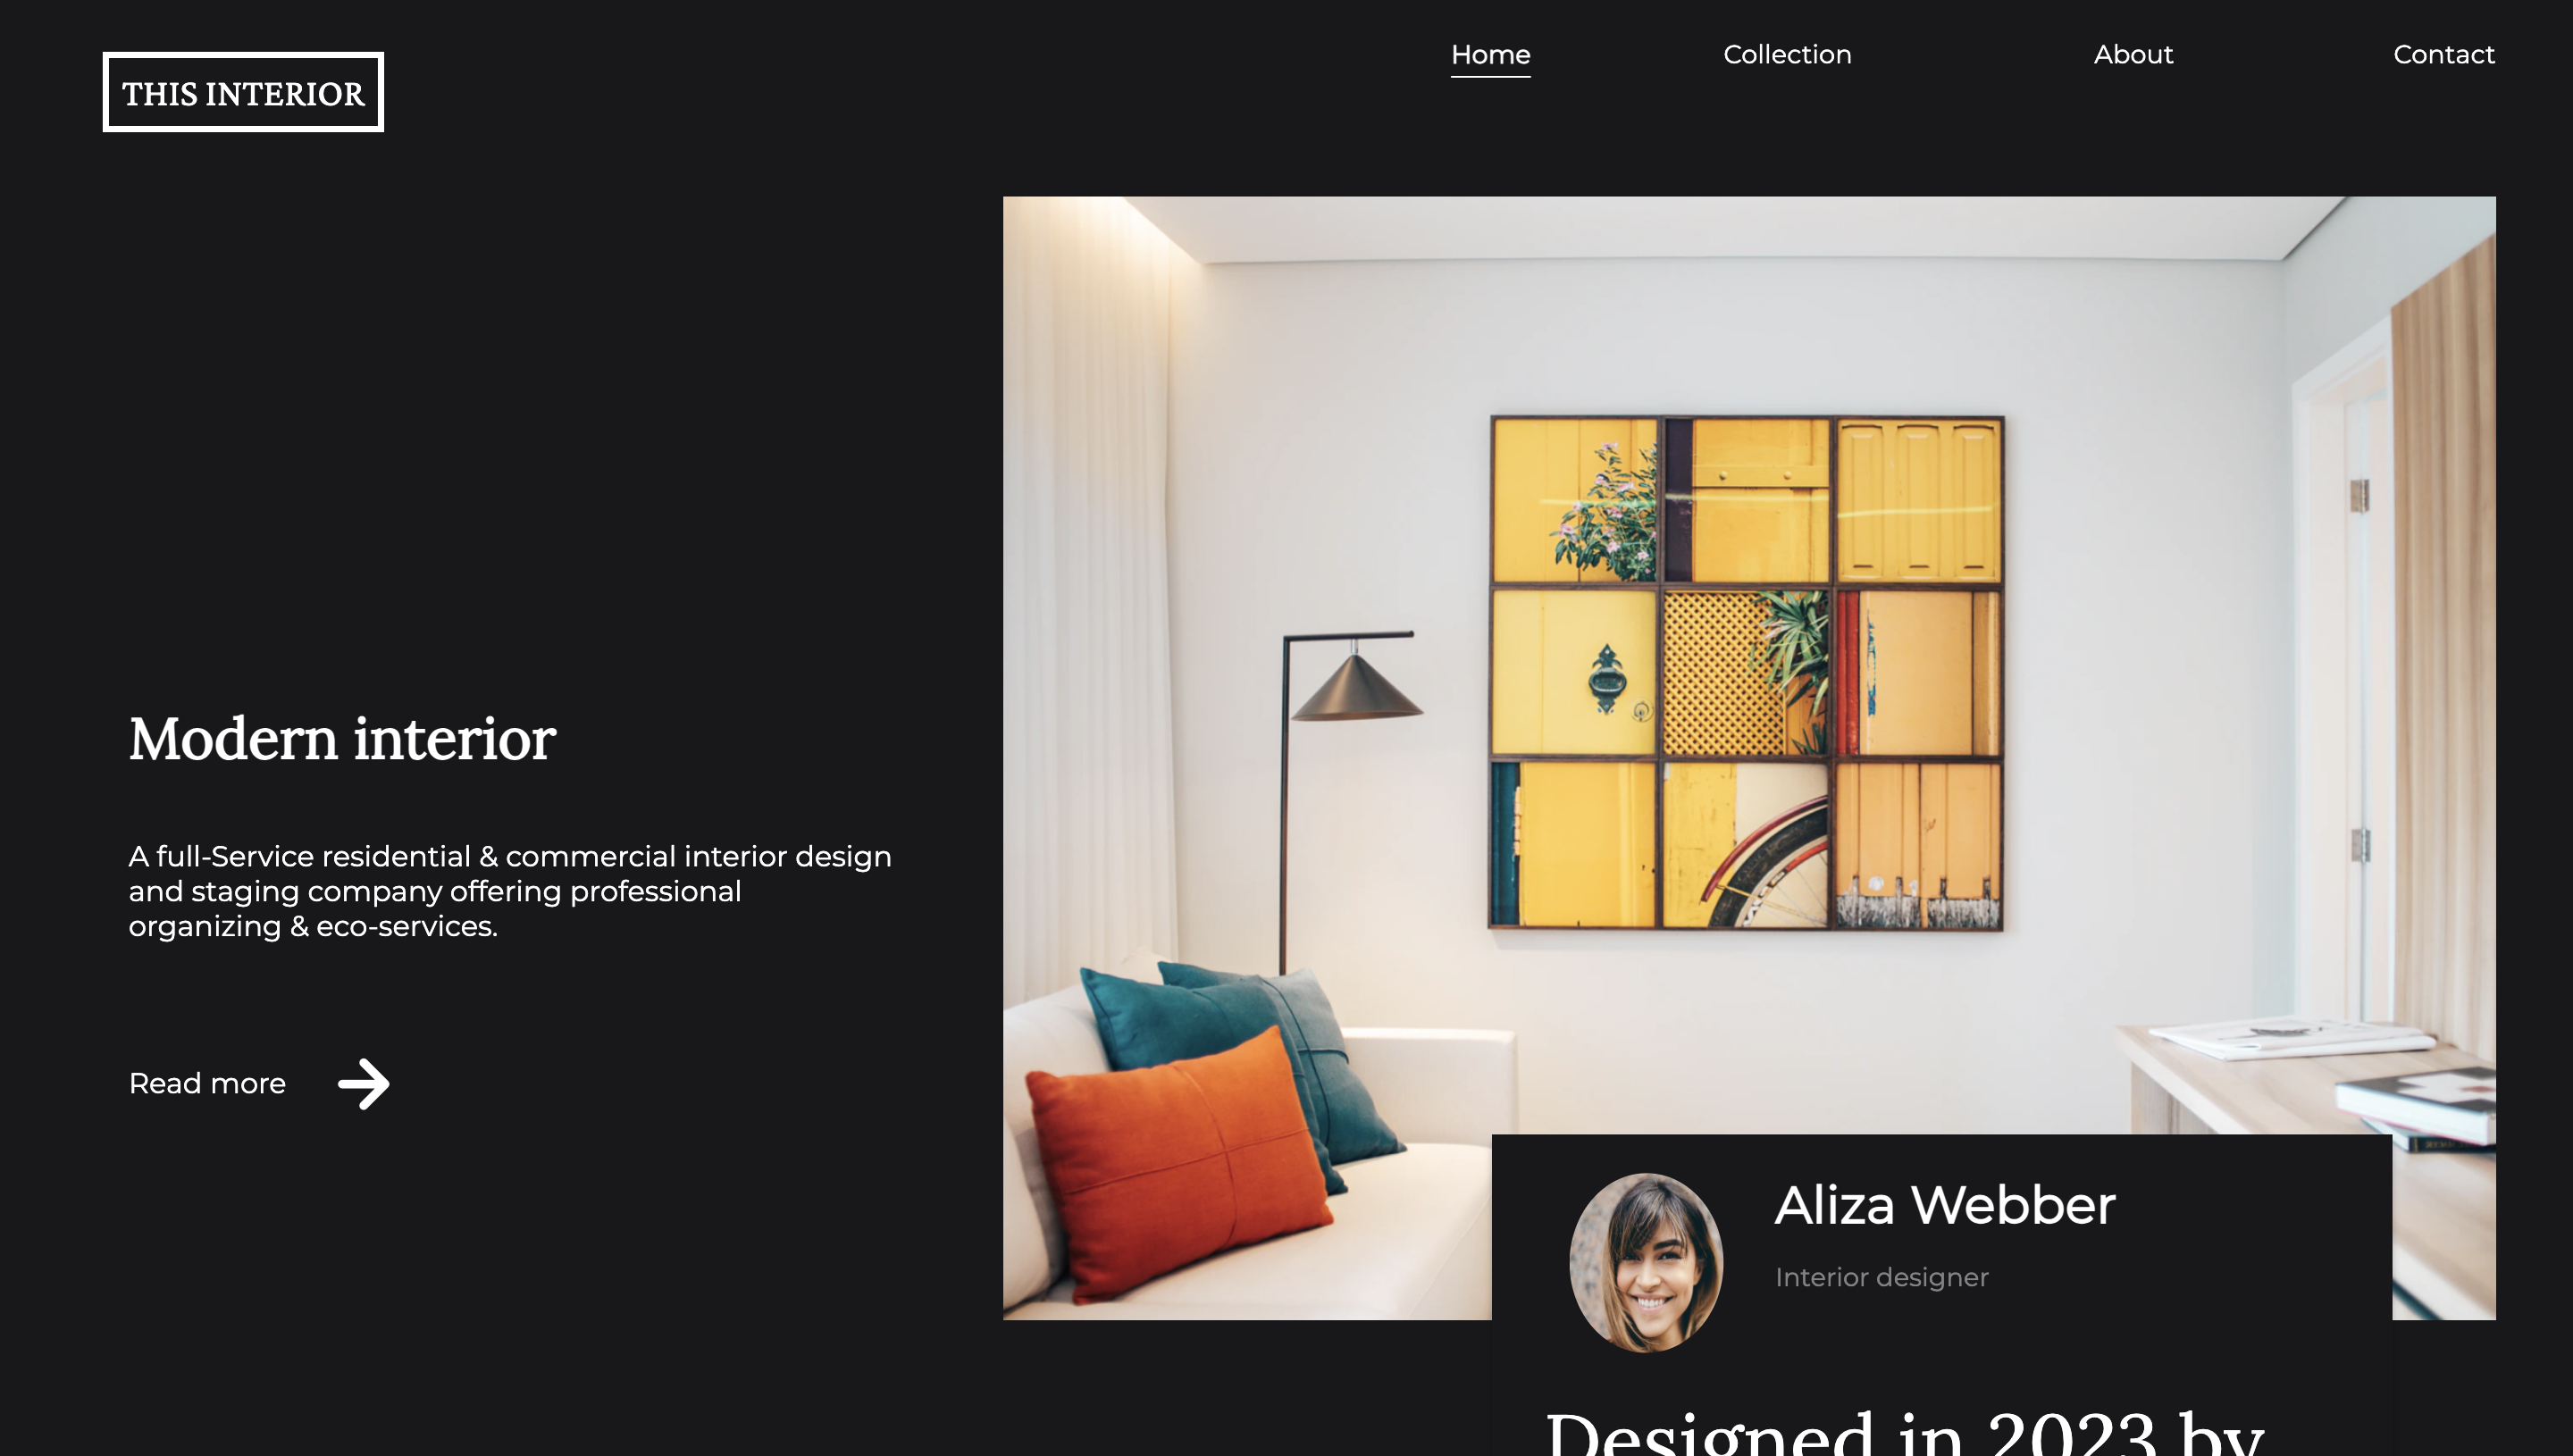 THIS INTERIOR
Home
Collection
About
Contact
Modern interior
A full-Service residential & commercial interior design
and staging company offering professional
organizing & eco-services.
Read more
Aliza Webber
Interior designer
Designed in 2023 by